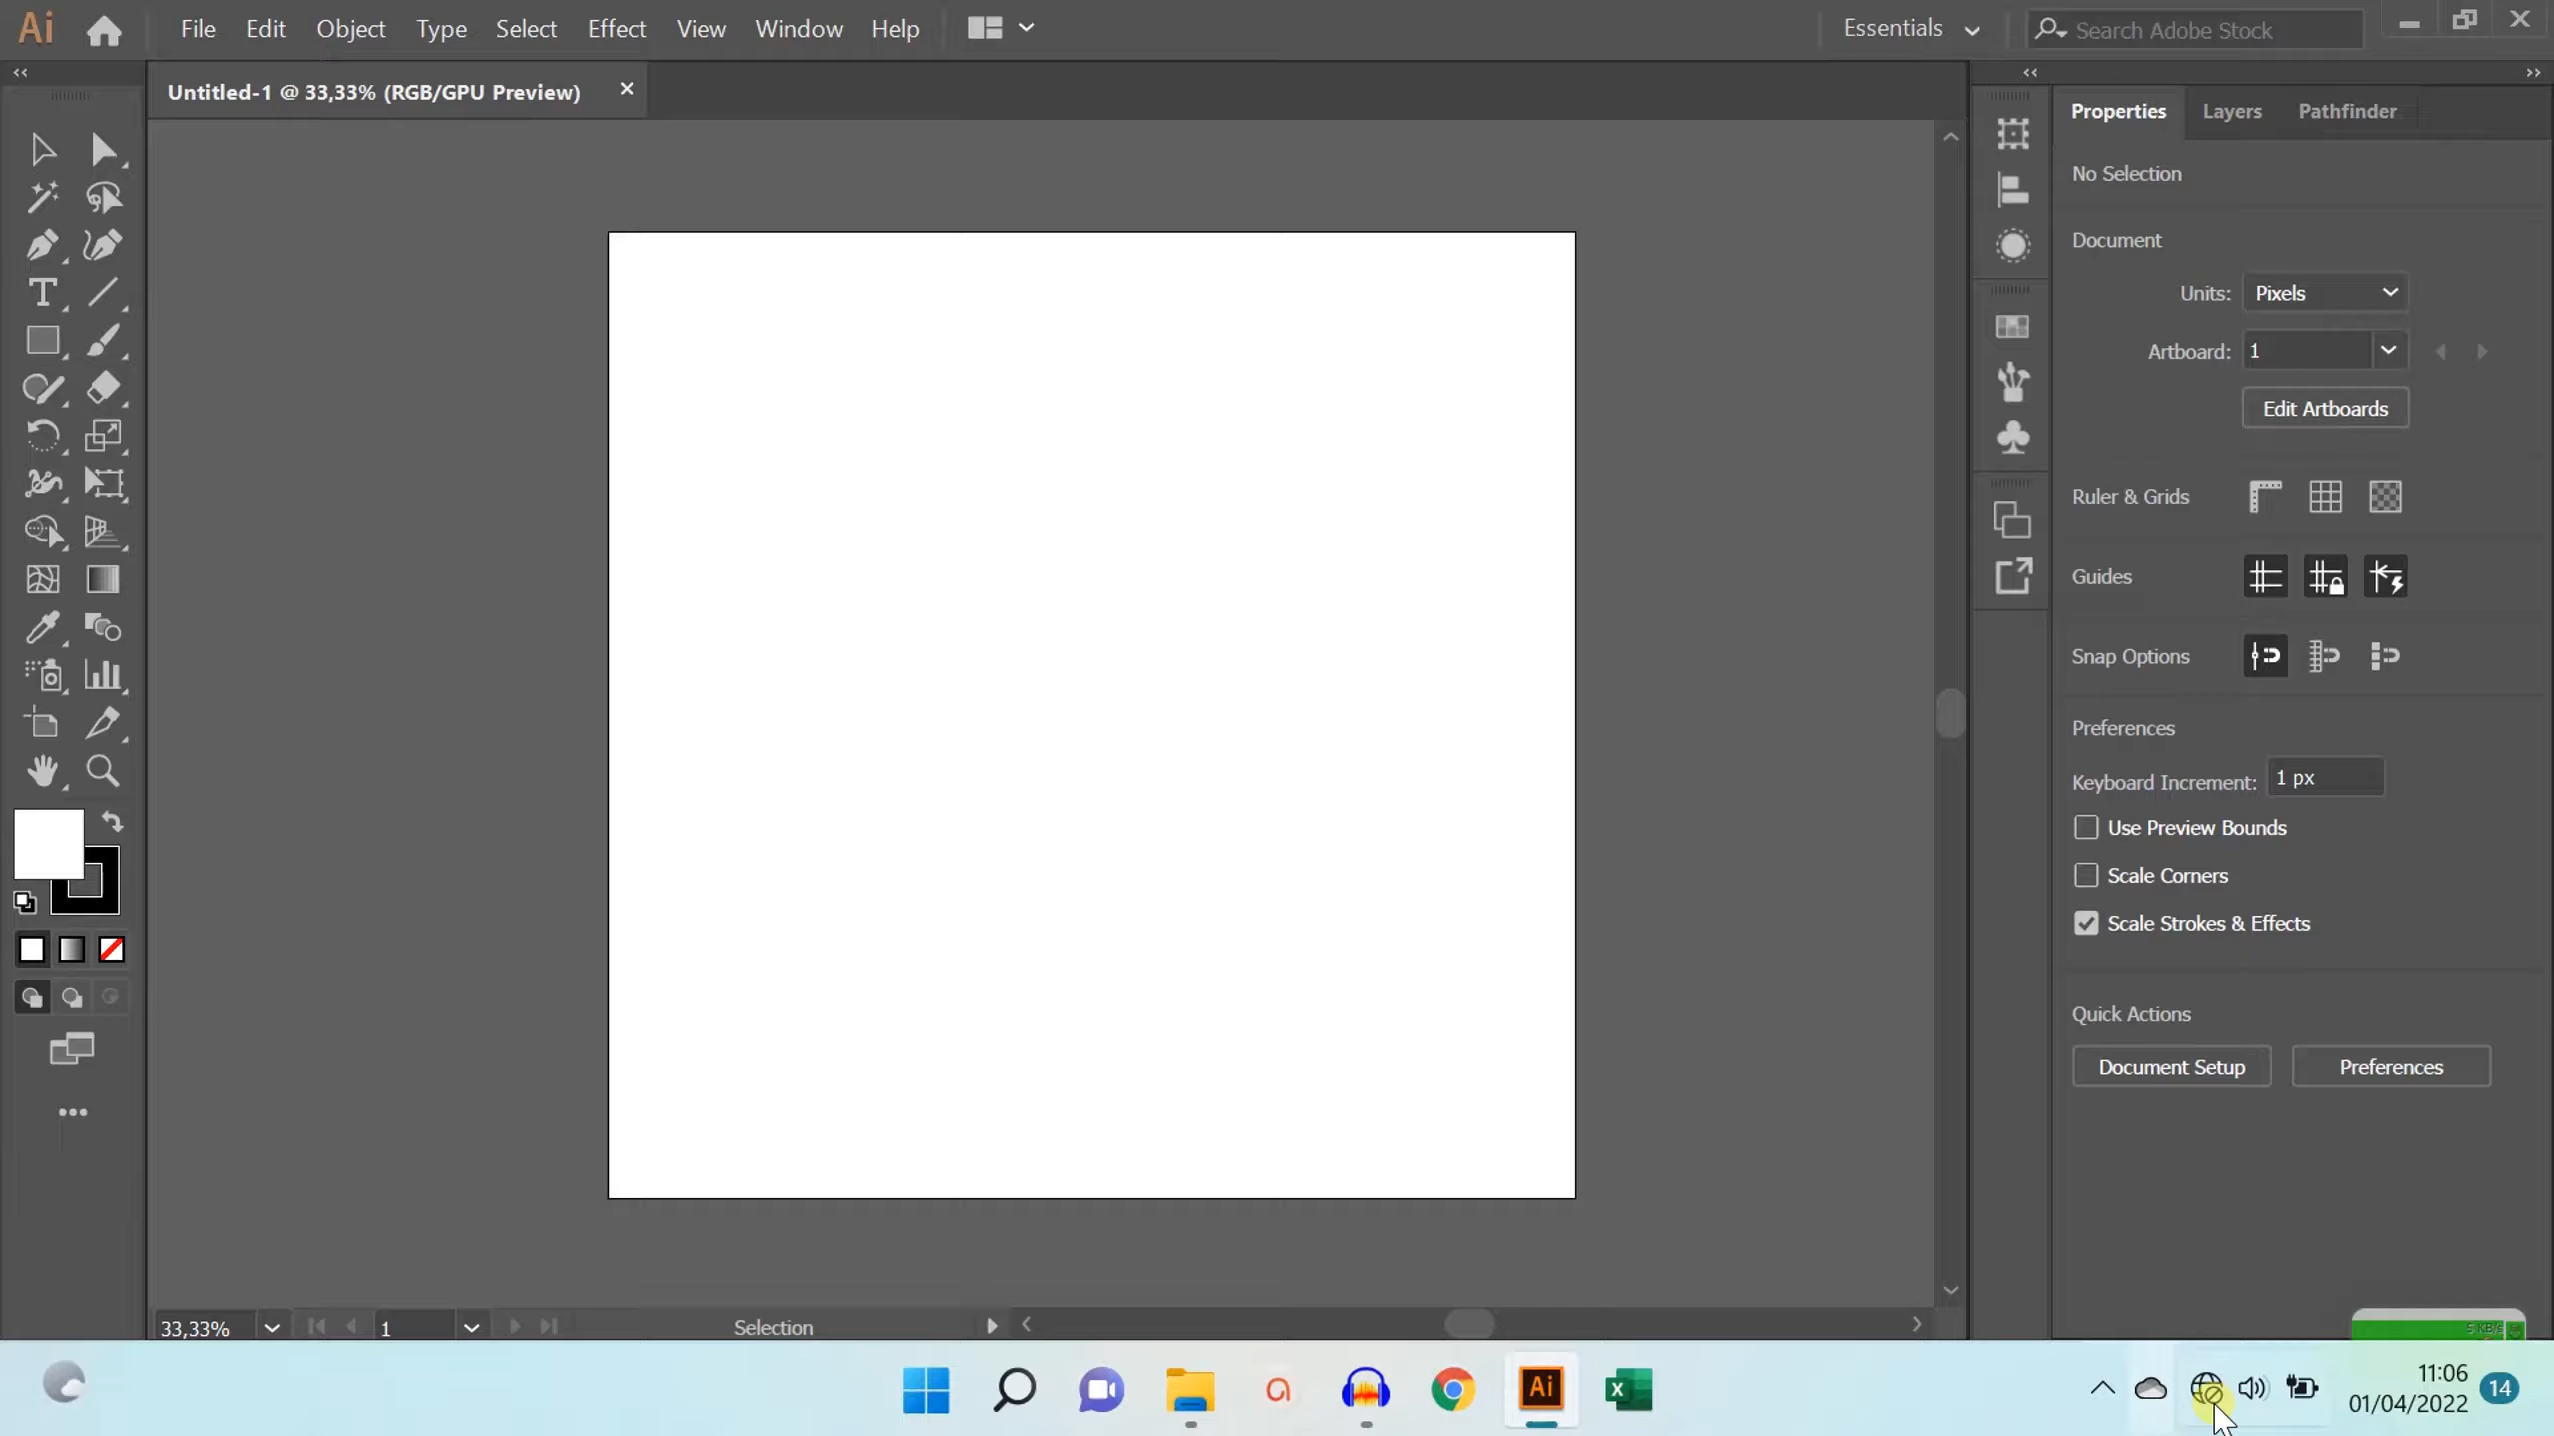 Ai File Edit Object Type Select Effect View Window Help Essentials Search Adobe Stock
Untitled-1 @ 33,33% (RGB/GPU Preview)
Properties Layers Pathfinder
No Selection
Document
Units: Pixels
Artboard: 1
Edit Artboards
Ruler & Grids
Guides
Snap Options
Preferences
Keyboard Increment: 1 px
Use Preview Bounds
Scale Corners
Scale Strokes & Effects
Quick Actions
Document Setup Preferences
33,33% 1 Selection
5 KB/s
Ai
11:06
01/04/2022
14